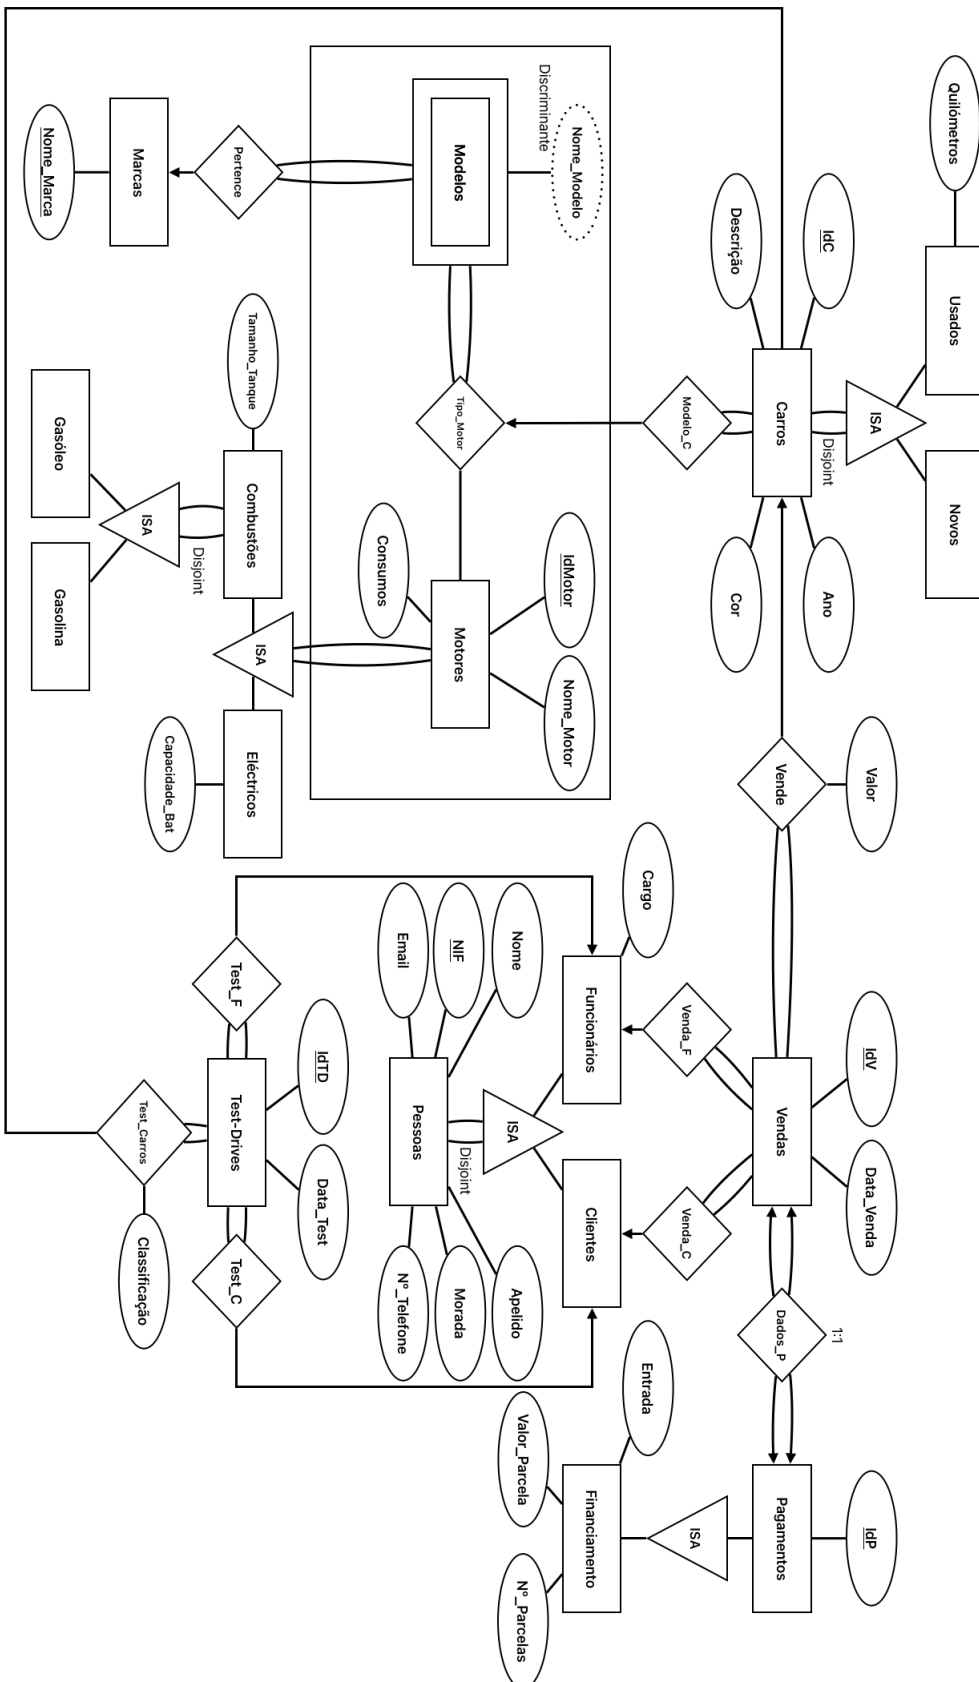 Quilómetros
Usados
Novos
IdC
Descrição
Carros
ISA
Disjoint
Ano
Cor
Modelo_C
Valor
Vende
IdV
Data_Venda
Vendas
Venda_F
Venda_C
1:1
Dados_P
IdP
Pagamentos
ISA
Entrada
Financiamento
Valor_Parcela
Nº_Parcelas
Cargo
Funcionários
Clientes
ISA
Disjoint
Nome
NIF
Email
Pessoas
Apelido
Morada
Nº_Telefone
Discriminante
Nome_Modelo
Modelos
Tipo_Motor
IdMotor
Nome_Motor
Consumos
Motores
Pertence
Marcas
Nome_Marca
Tamanho_Tanque
Combustões
ISA
Eléctricos
Capacidade_Bat
Disjoint
ISA
Gasóleo
Gasolina
Test_F
IdTD
Data_Test
Test-Drives
Test_C
Test_Carros
Classificação